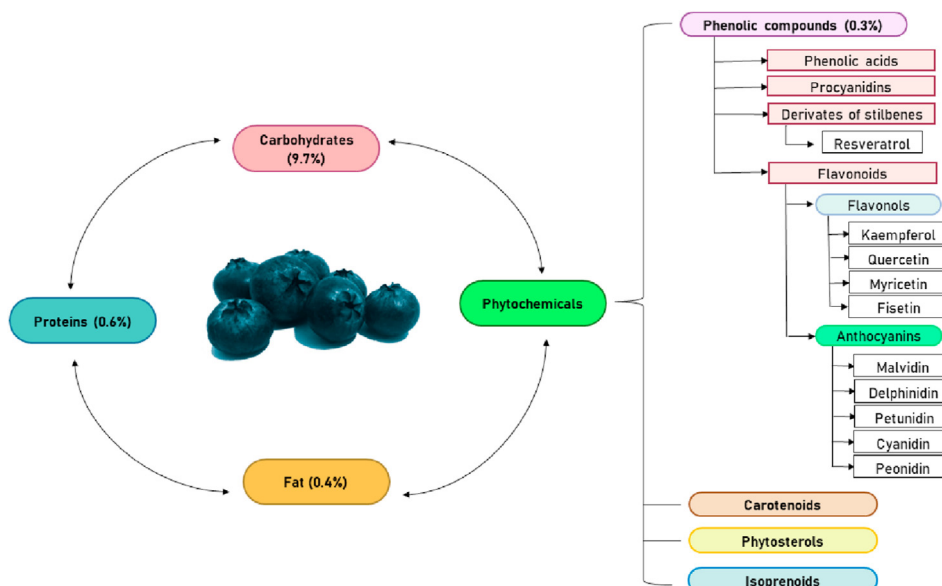 Phenolic compounds (0.3%)
Phenolic acids
Procyanidins
Derivates of stilbenes
Resveratrol
Flavonoids
Flavonols
Kaempferol
Quercetin
Myricetin
Fisetin
Anthocyanins
Malvidin
Delphinidin
Petunidin
Cyanidin
Peonidin
Carotenoids
Phytosterols
Isoprenoids
Carbohydrates
(9.7%)
Proteins (0.6%)
Phytochemicals
Fat (0.4%)